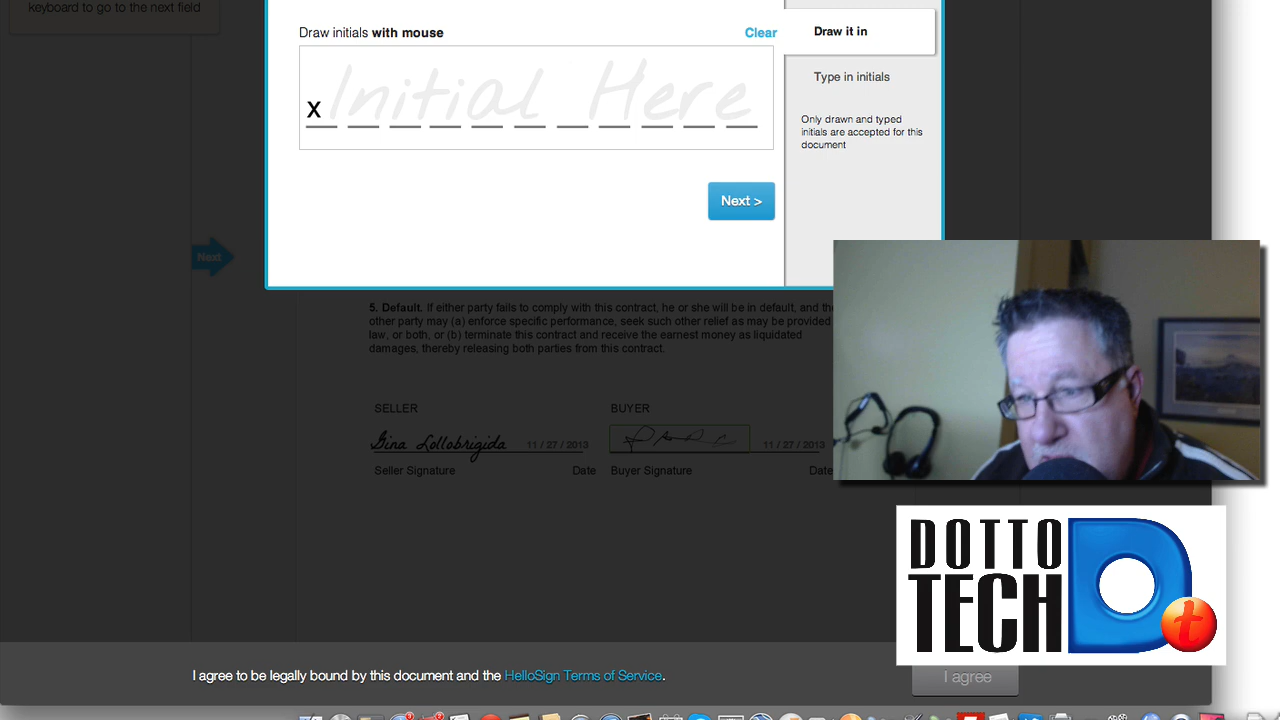 keyboard to go to the next field
Draw initials with mouse
Clear
Draw it in
Type in initials
X Initial Here
Only drawn and typed
initials are accepted for this
document
Next >
Next
5. Default. If either party fails to comply with this contract, he or she will be in default, and the
other party may (a) enforce specific performance, seek such other relief as may be provided
law, or both, or (b) terminate this contract and receive the earnest money as liquidated
damages, thereby releasing both parties from this contract.
SELLER
BUYER
Gina Lollobrigida
11 / 27 / 2013
11 / 27 / 2013
Seller Signature
Date
Buyer Signature
Date
DOTTO
TECH
D
t
I agree to be legally bound by this document and the HelloSign Terms of Service.
I agree